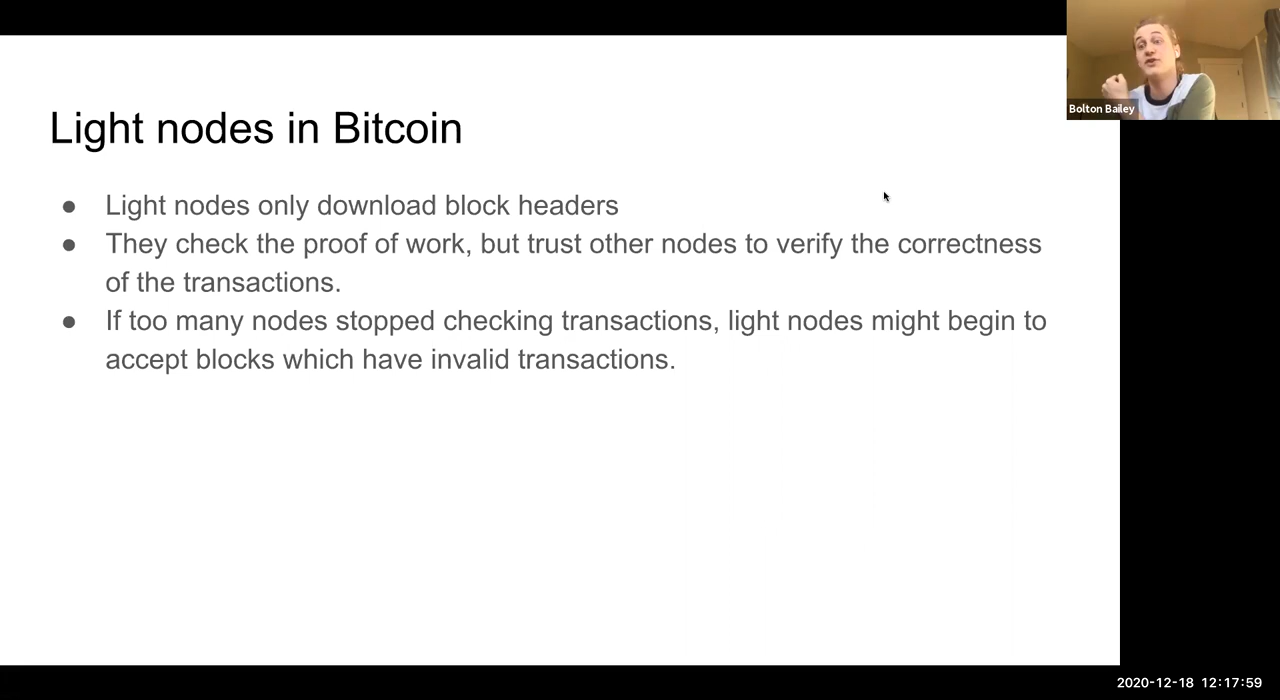 Light nodes in Bitcoin
● Light nodes only download block headers
● They check the proof of work, but trust other nodes to verify the correctness
of the transactions.
● If too many nodes stopped checking transactions, light nodes might begin to
accept blocks which have invalid transactions.
Bolton Bailey
2020-12-18 12:17:59